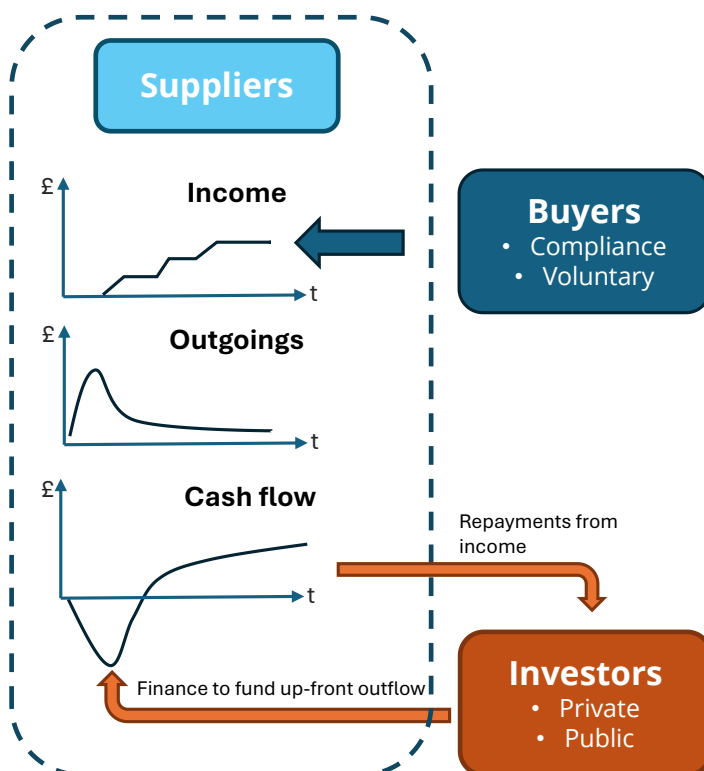 Suppliers
£
Income
t
Buyers
• Compliance
• Voluntary
£
Outgoings
t
£
Cash flow
t
Repayments from
income
Finance to fund up-front outflow
Investors
• Private
• Public